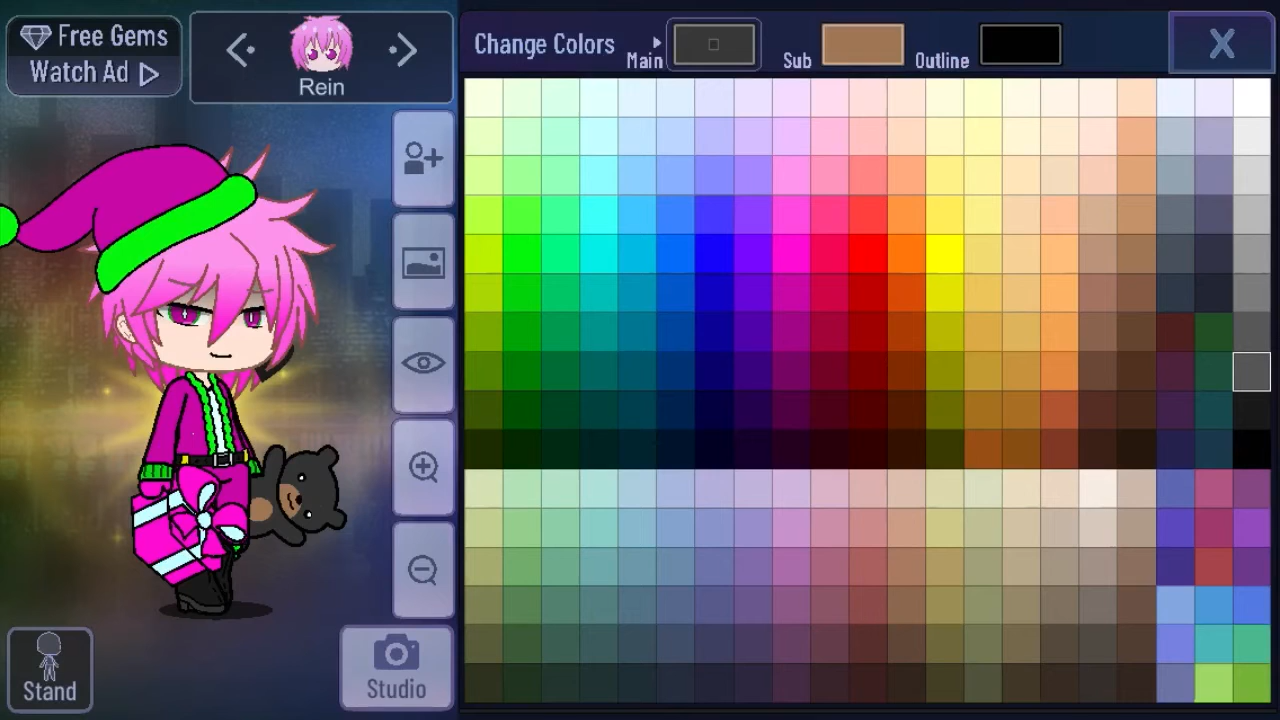 Free Gems
Watch Ad
Rein
Change Colors
Main
Sub
Outline
X
Stand
Studio